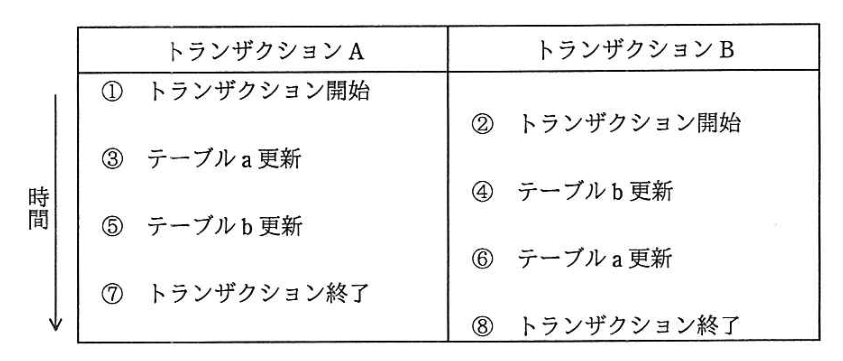 トランザクションA トランザクションB
① トランザクション開始
② トランザクション開始
③ テーブルa更新
④ テーブルb更新
時間
⑤ テーブルb更新
⑥ テーブルa更新
⑦ トランザクション終了
⑧ トランザクション終了